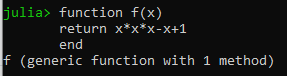 julia> function f(x)
       return x*x*x-x+1
       end
f (generic function with 1 method)